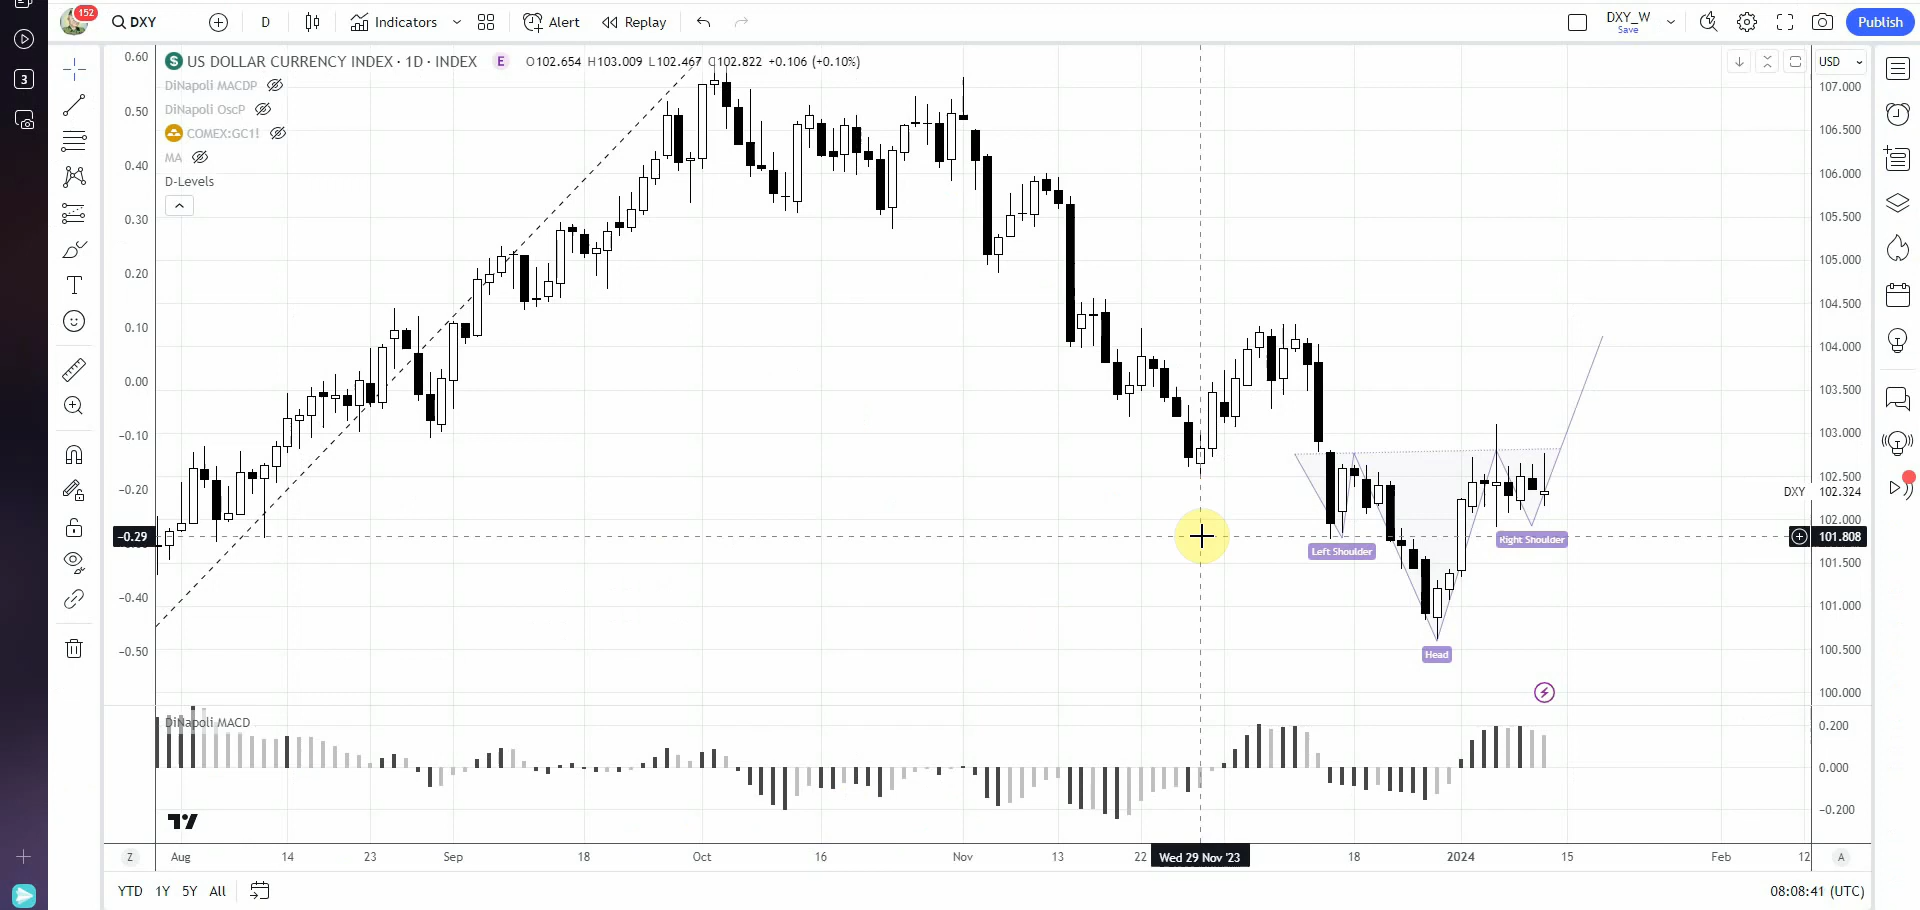 152
DXY
D
Indicators
Alert
Replay
DXY_W
Save
Publish
3
US DOLLAR CURRENCY INDEX · 1D · INDEX
E
O102.654 H103.009 L102.467 C102.822 +0.106 (+0.10%)
USD
DiNapoli MACDP
DiNapoli OscP
COMEX:GC1!
MA
D-Levels
0.60
0.50
0.40
0.30
0.20
0.10
0.00
−0.10
−0.20
−0.29
−0.40
−0.50
107.000
106.500
106.000
105.500
105.000
104.500
104.000
103.500
103.000
102.500
DXY 102.324
102.000
101.808
101.500
101.000
100.500
100.000
Left Shoulder
Right Shoulder
Head
DiNapoli MACD
0.200
0.000
−0.200
Z
Aug
14
23
Sep
18
Oct
16
Nov
13
22
Wed 29 Nov '23
18
2024
15
Feb
12
A
YTD
1Y
5Y
All
08:08:41 (UTC)